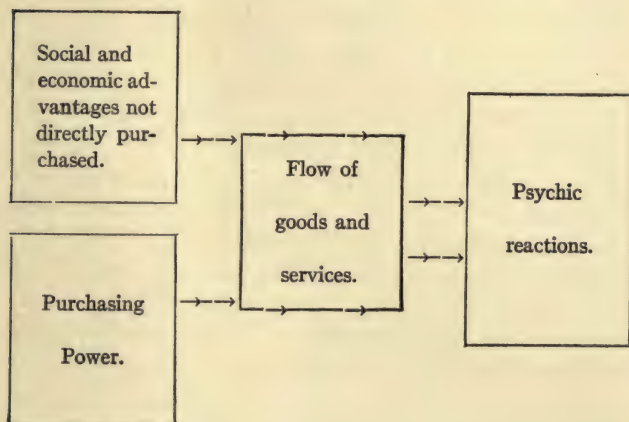 Social and
economic ad-
vantages not
directly pur-
chased.
Flow of
goods and
services.
Psychic
reactions.
Purchasing
Power.